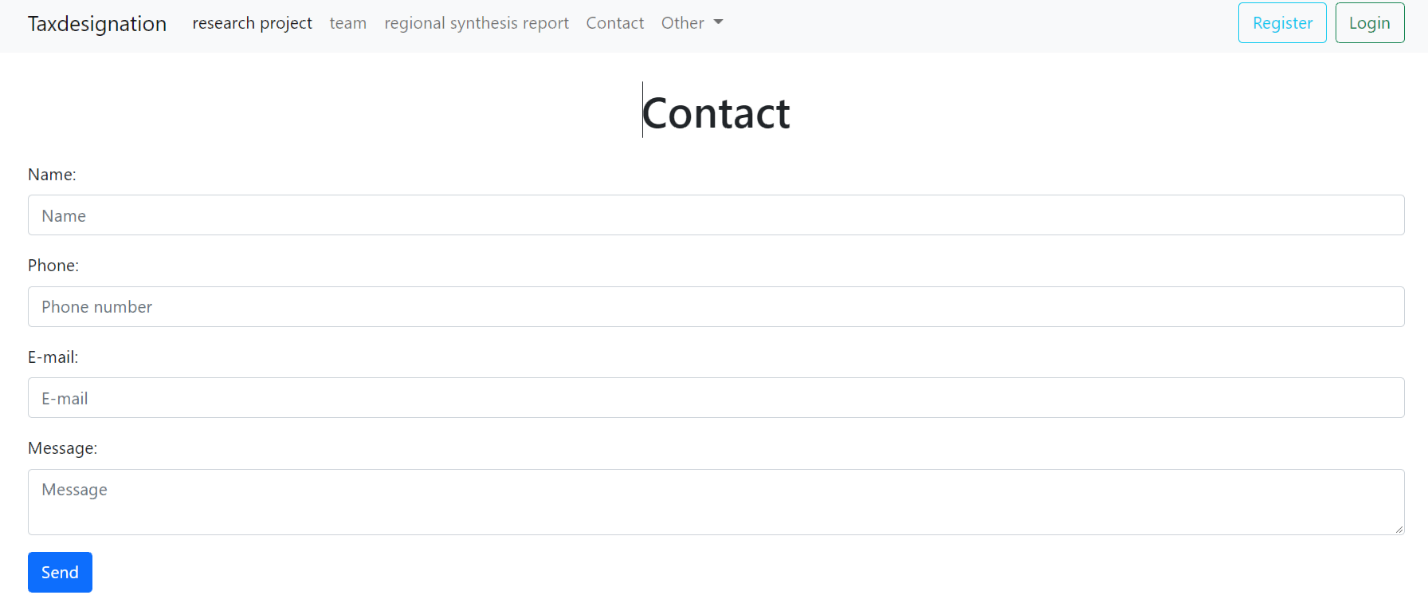 Taxdesignation research project team regional synthesis report Contact Other Register Login
Contact
Name:
Name
Phone:
Phone number
E-mail:
E-mail
Message:
Message
Send